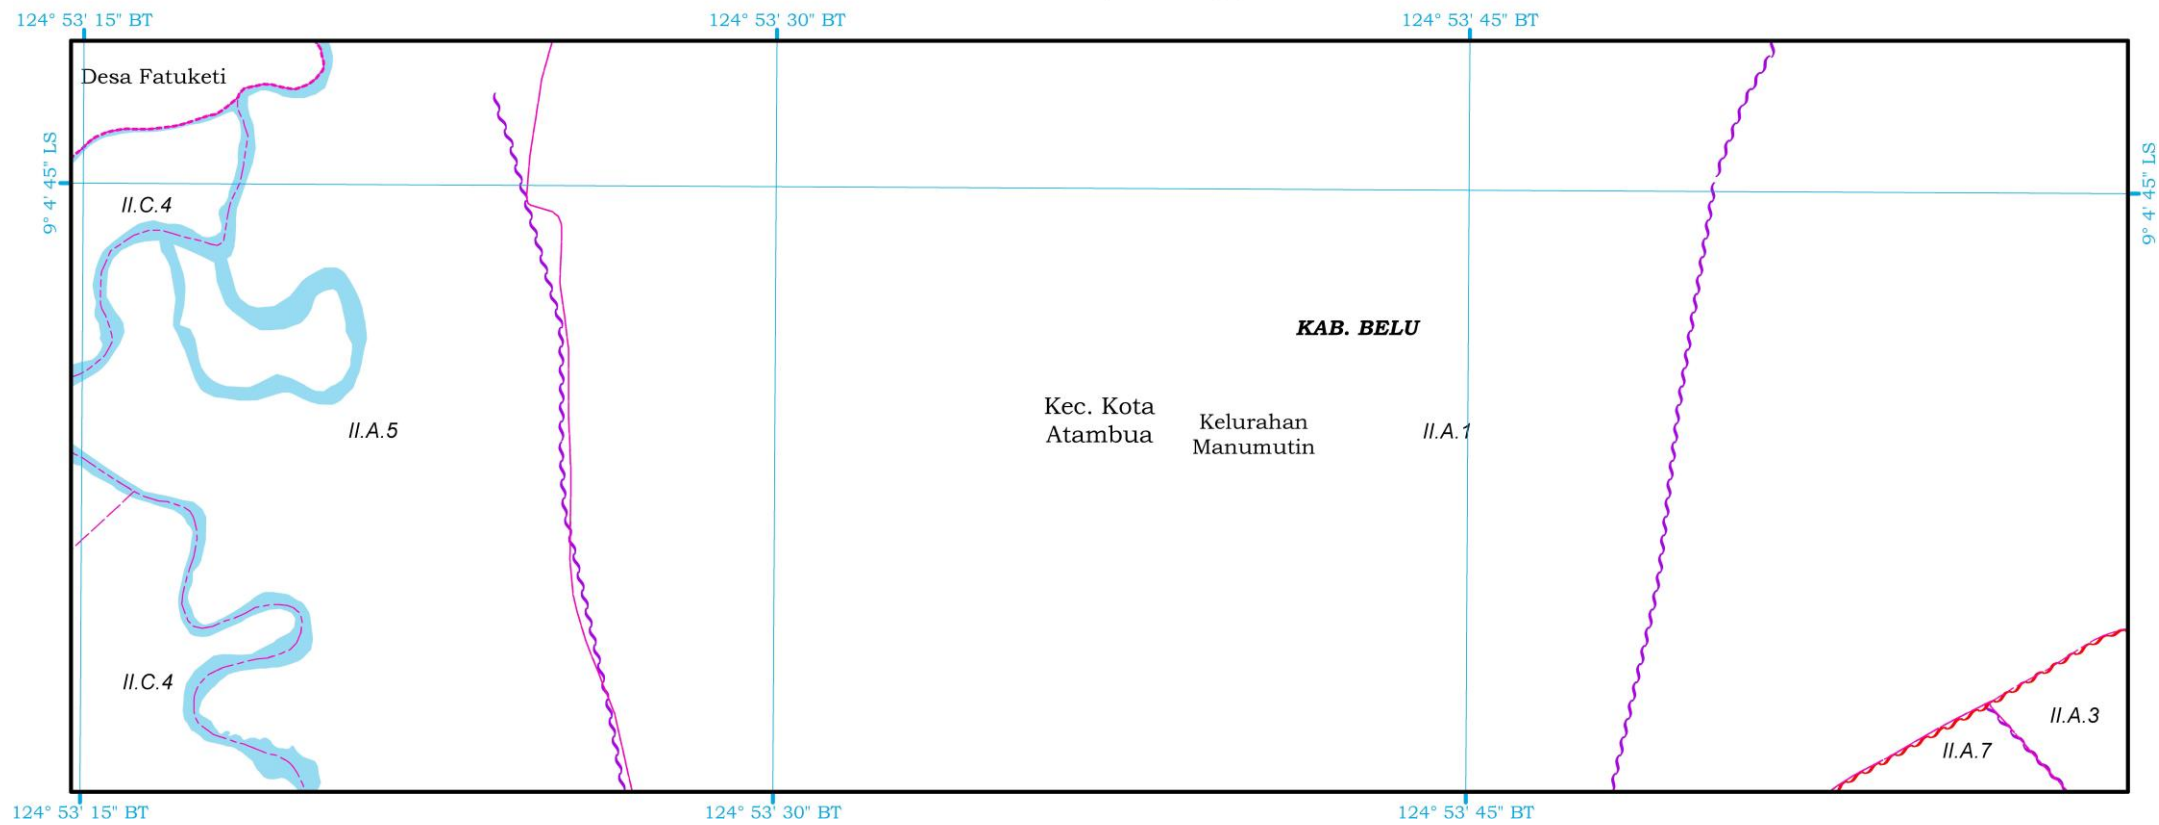 124° 53' 15" BT
124° 53' 30" BT
124° 53' 45" BT
Desa Fatuketi
9° 4' 45" LS
9° 4' 45" LS
II.C.4
KAB. BELU
Kec. Kota
Atambua
Kelurahan
Manumutin
II.A.5
II.A.1
II.C.4
II.A.3
II.A.7
124° 53' 15" BT
124° 53' 30" BT
124° 53' 45" BT